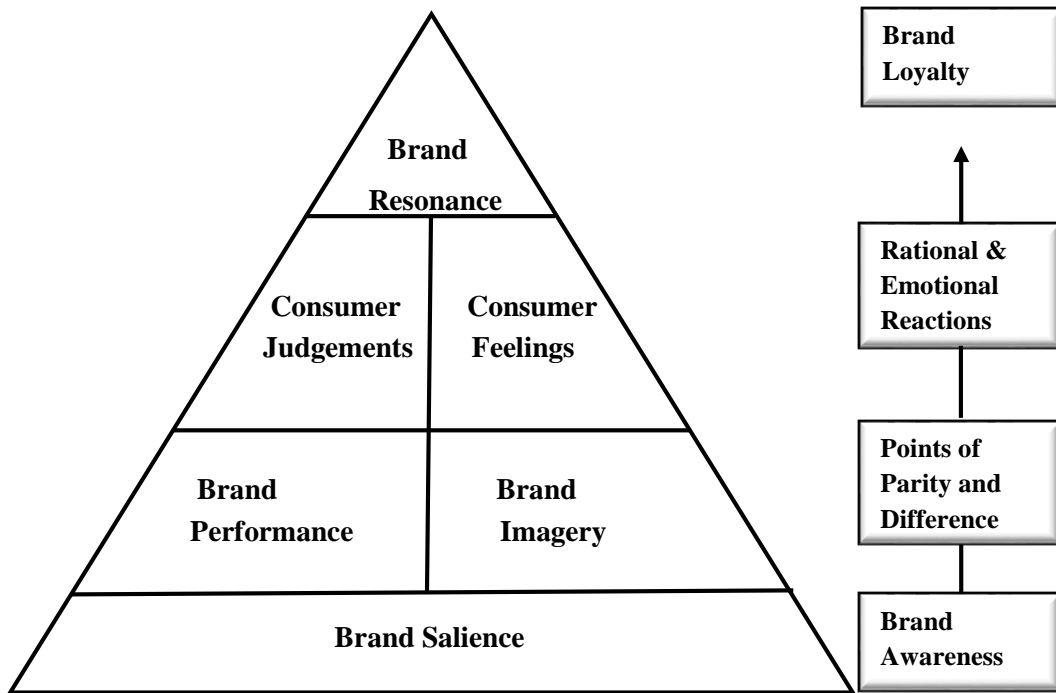 Brand
Resonance
Consumer
Judgements
Consumer
Feelings
Brand
Performance
Brand
Imagery
Brand Salience
Brand
Loyalty
Rational &
Emotional
Reactions
Points of
Parity and
Difference
Brand
Awareness